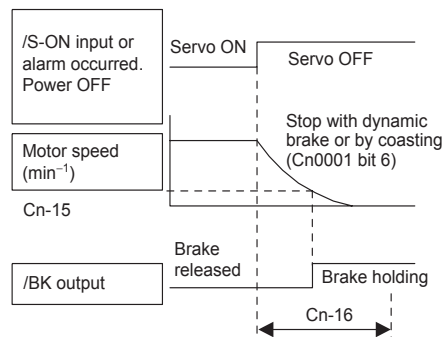 /S-ON input or
alarm occurred.
Power OFF
Servo ON
Servo OFF
Stop with dynamic
brake or by coasting
(Cn0001 bit 6)
Motor speed
(min⁻¹)
Cn-15
Brake
released
/BK output
Brake holding
Cn-16